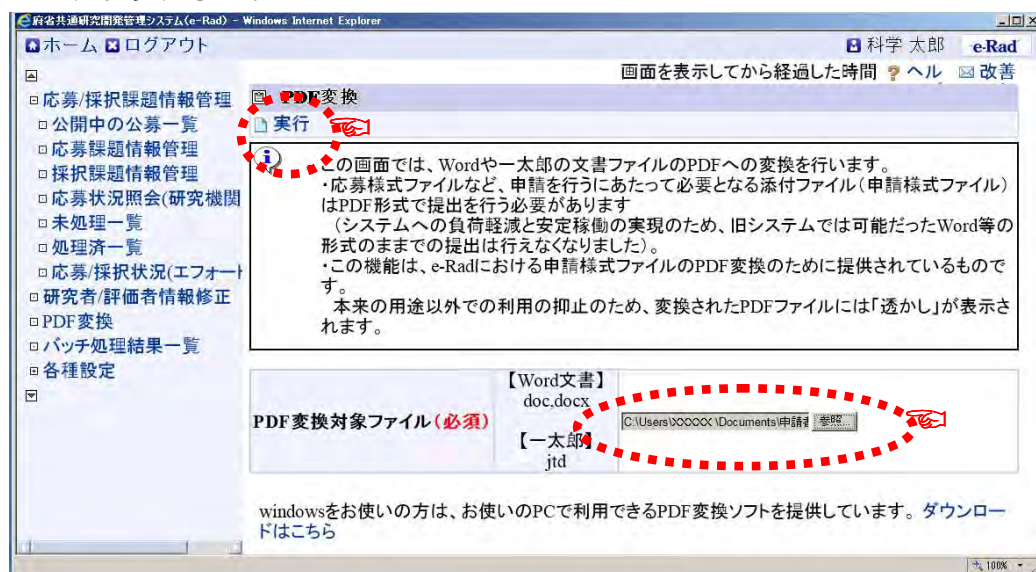 府省共通研究開発管理システム(e-Rad) - Windows Internet Explorer
ホーム ログアウト
科学 太郎 e-Rad
画面を表示してから経過した時間 ヘル 改善
応募/採択課題情報管理
公開中の公募一覧
応募課題情報管理
採択課題情報管理
応募状況照会(研究機関
未処理一覧
処理済一覧
応募/採択状況(エフォート
研究者/評価者情報修正
PDF変換
バッチ処理結果一覧
各種設定
PDF変換
実行
この画面では、Wordや一太郎の文書ファイルのPDFへの変換を行います。
・応募様式ファイルなど、申請を行うにあたって必要となる添付ファイル(申請様式ファイル)
はPDF形式で提出を行う必要があります
(システムへの負荷軽減と安定稼働の実現のため、旧システムでは可能だったWord等の
形式のままでの提出は行えなくなりました)。
・この機能は、e-Radにおける申請様式ファイルのPDF変換のために提供されているもので
す。
本来の用途以外での利用の抑止のため、変換されたPDFファイルには「透かし」が表示さ
れます。
PDF変換対象ファイル(必須)
【Word文書】
doc,docx
【一太郎】
jtd
C:\Users\XXXXXX\Documents\申請者 参照...
windowsをお使いの方は、お使いのPCで利用できるPDF変換ソフトを提供しています。ダウンロー
ドはこちら
100%